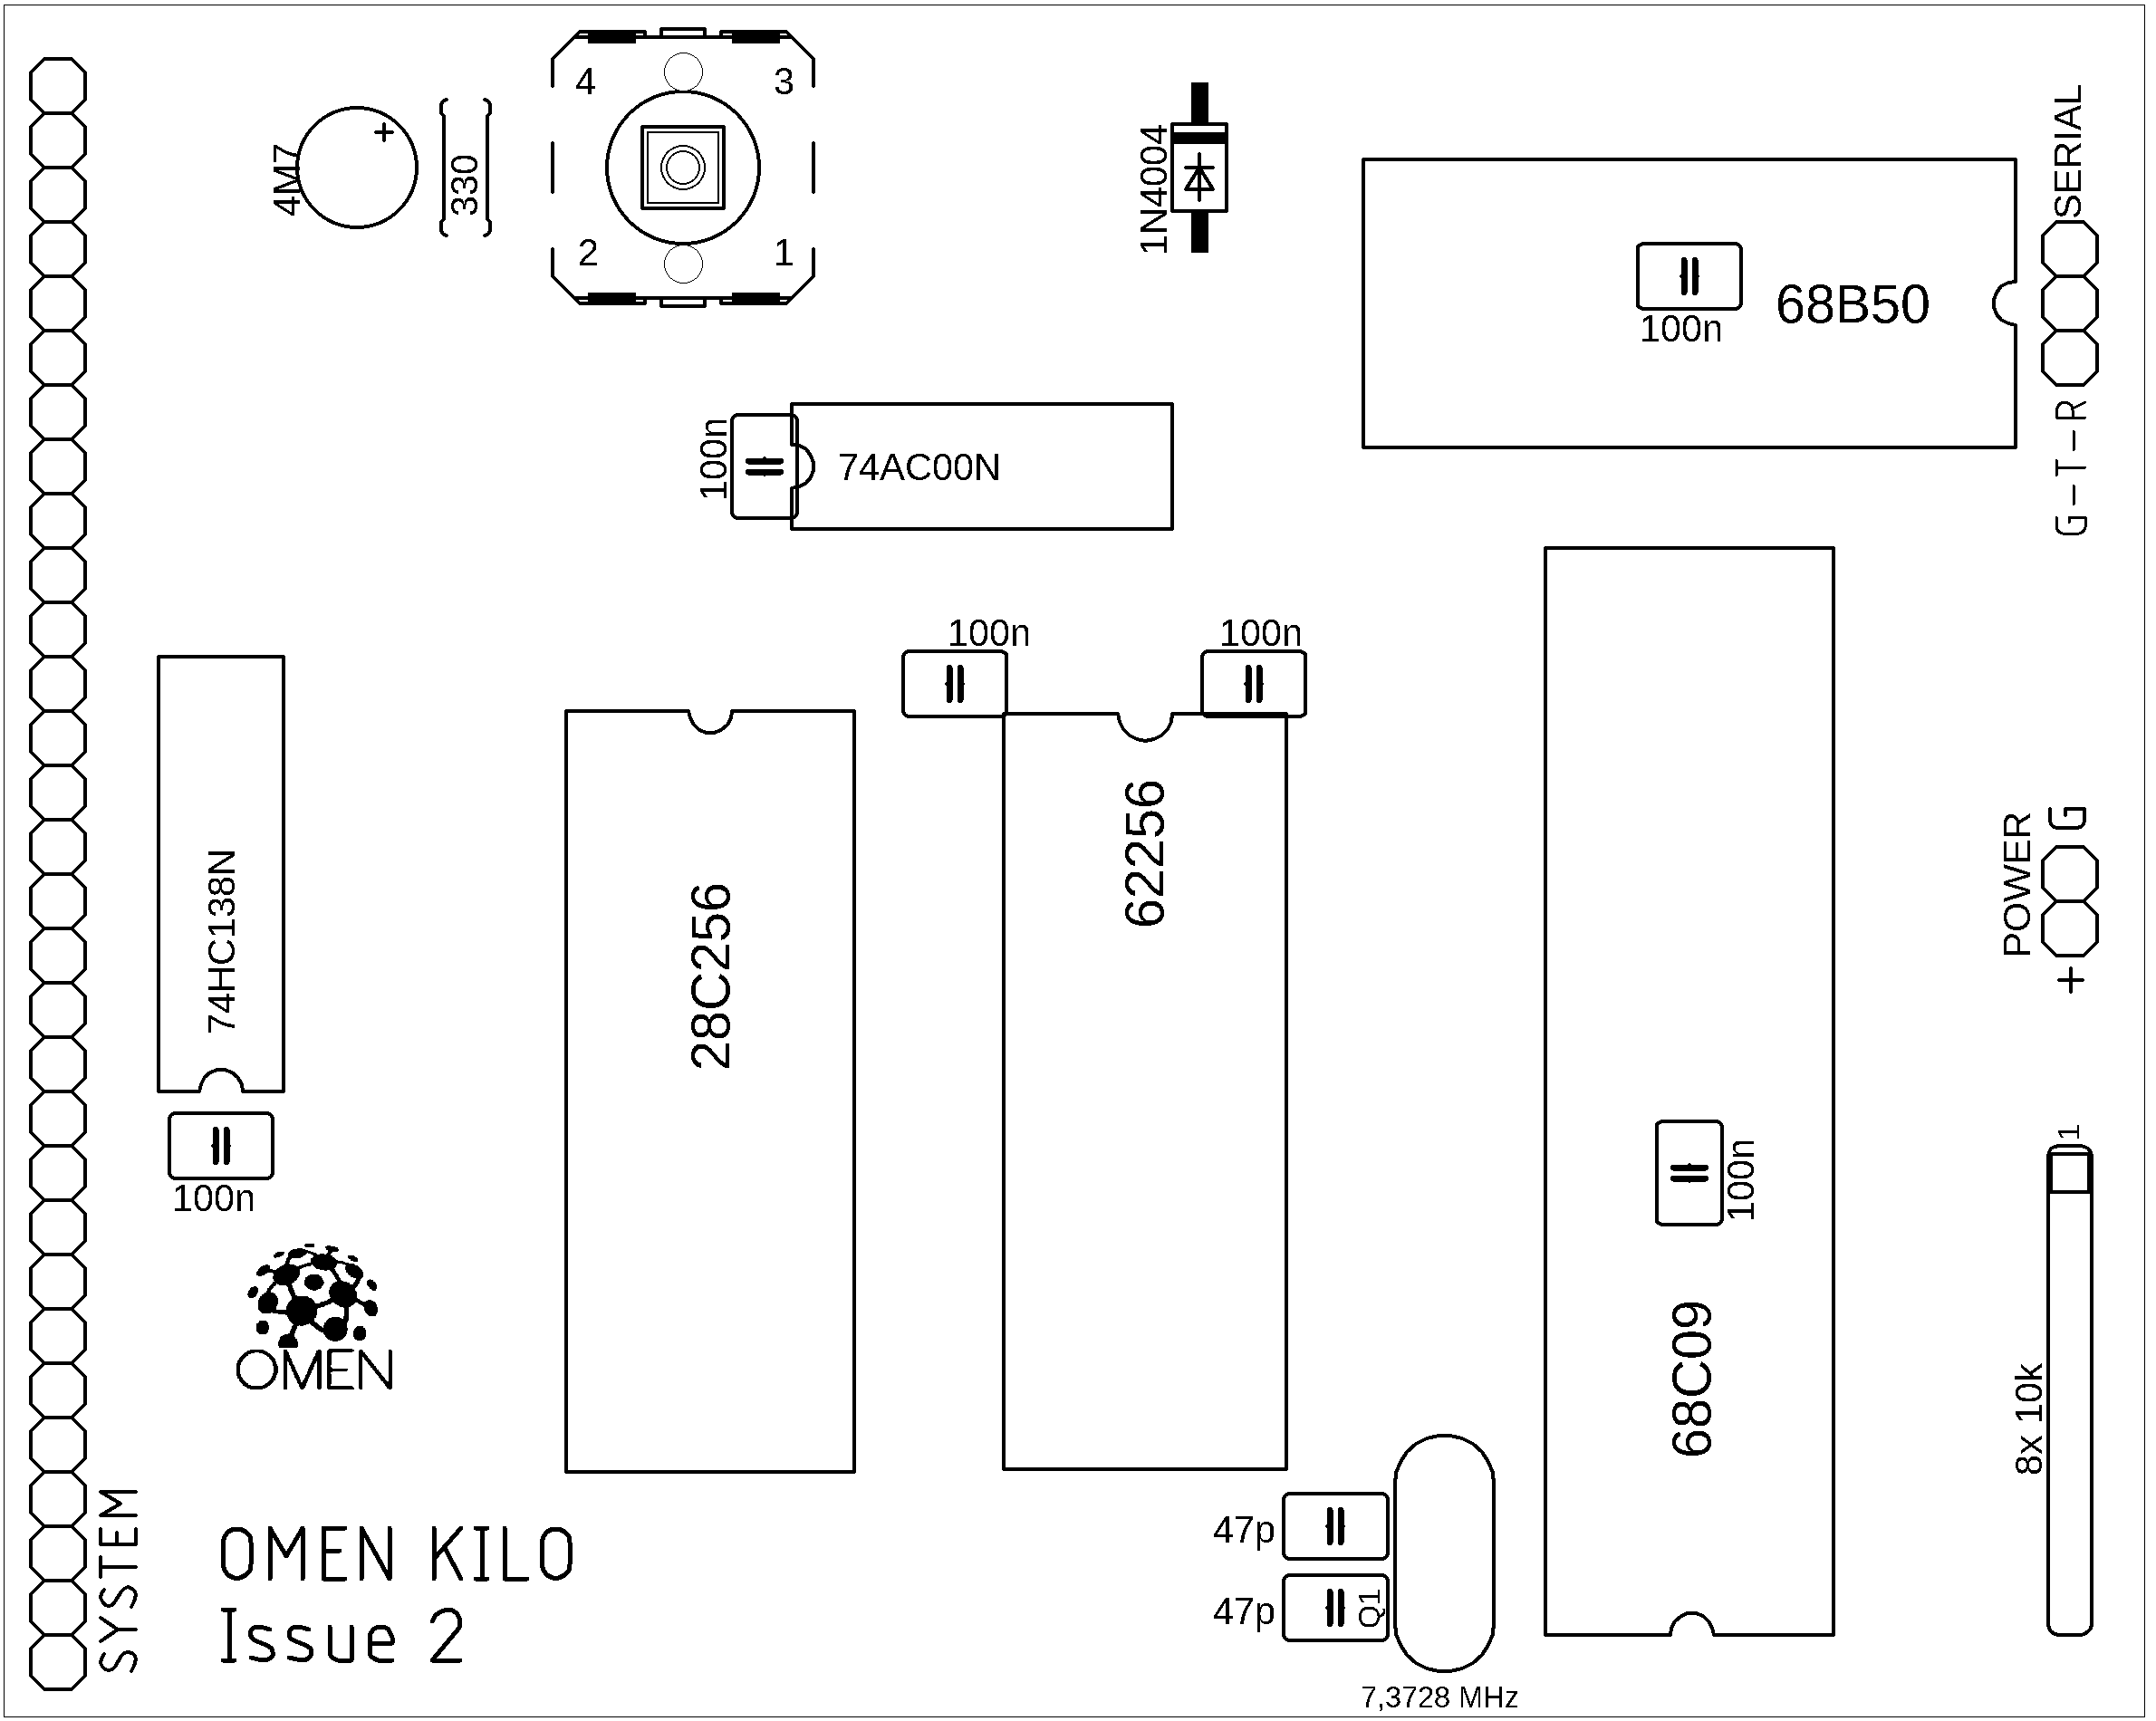 4
3
2
1
4M7
+
330
1N4004
SERIAL
68B50
100n
G-T-R
100n
74AC00N
100n
100n
62256
28C256
74HC138N
100n
POWER
G
+
100n
68C09
1
8x 10k
OMEN
SYSTEM
OMEN KILO
Issue 2
47p
47p
Q1
7,3728 MHz